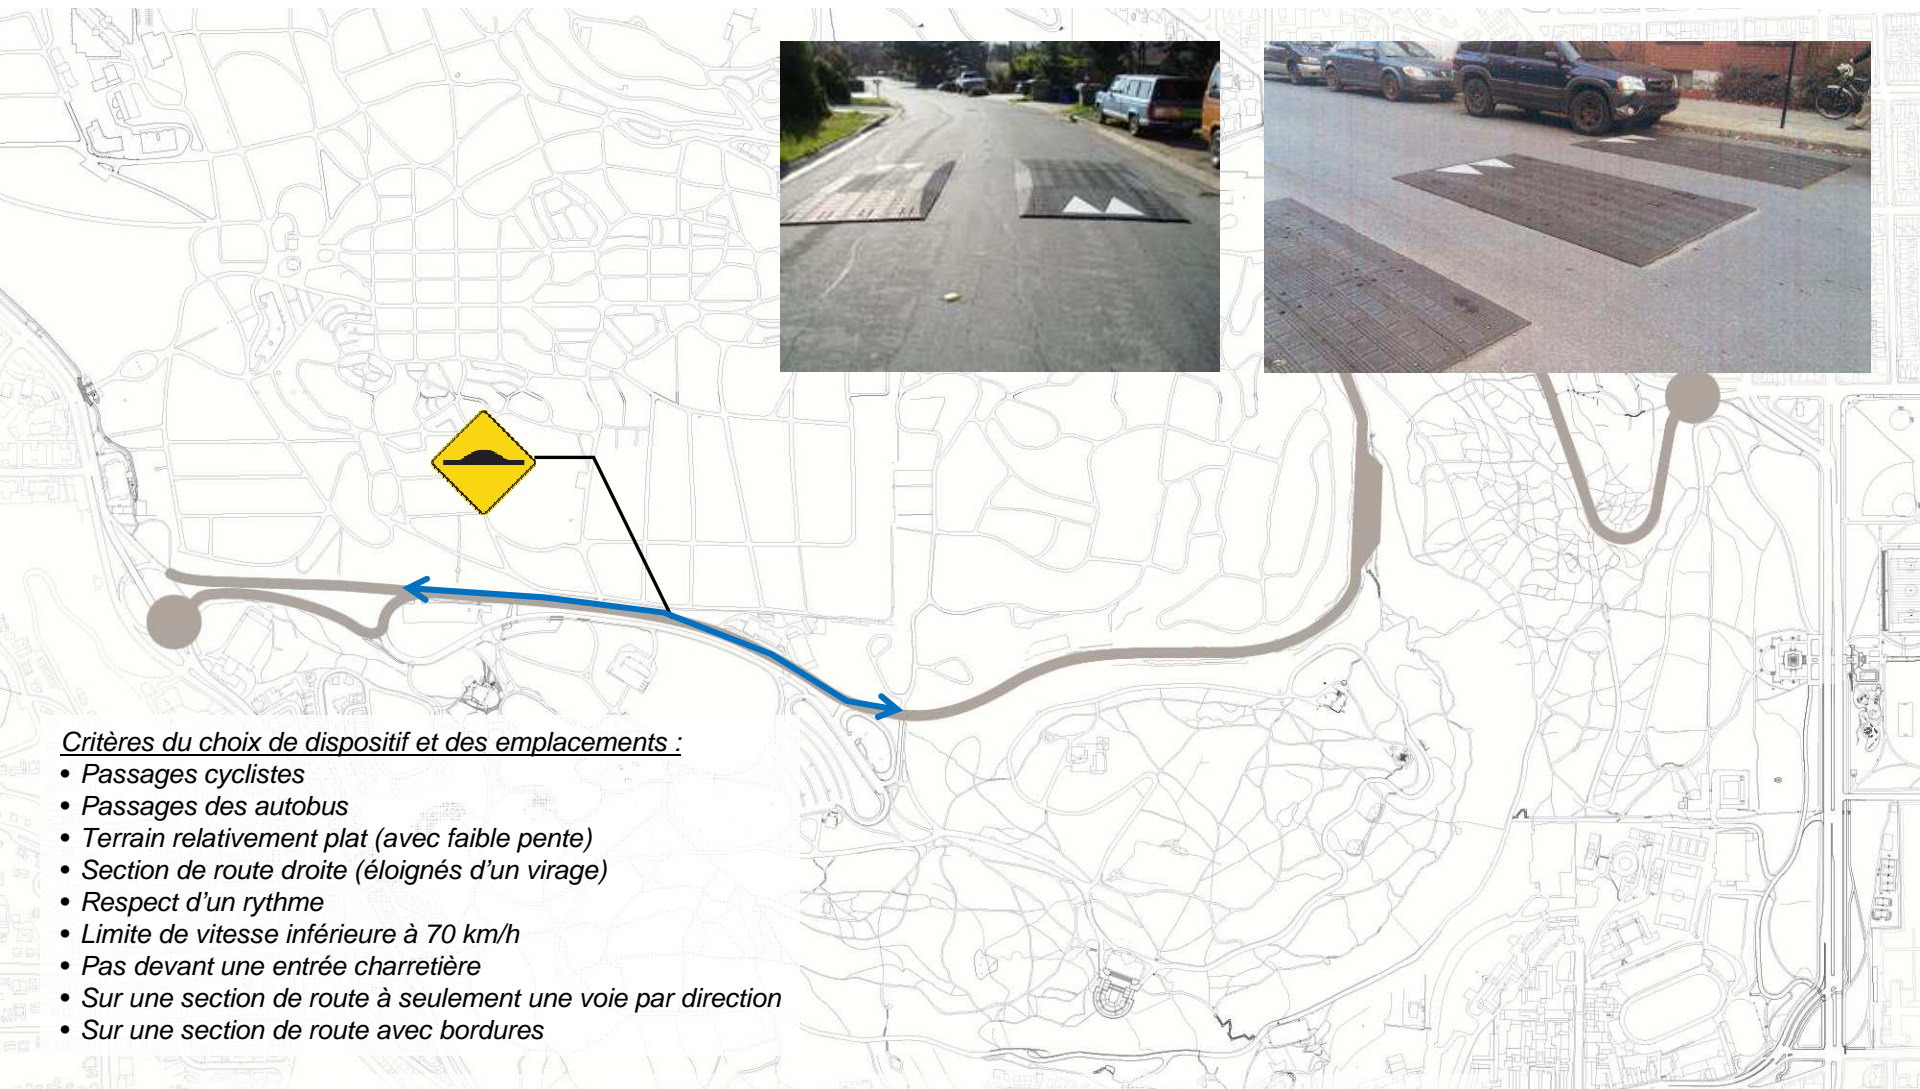 Critères du choix de dispositif et des emplacements :
• Passages cyclistes
• Passages des autobus
• Terrain relativement plat (avec faible pente)
• Section de route droite (éloignés d’un virage)
• Respect d’un rythme
• Limite de vitesse inférieure à 70 km/h
• Pas devant une entrée charretière
• Sur une section de route à seulement une voie par direction
• Sur une section de route avec bordures